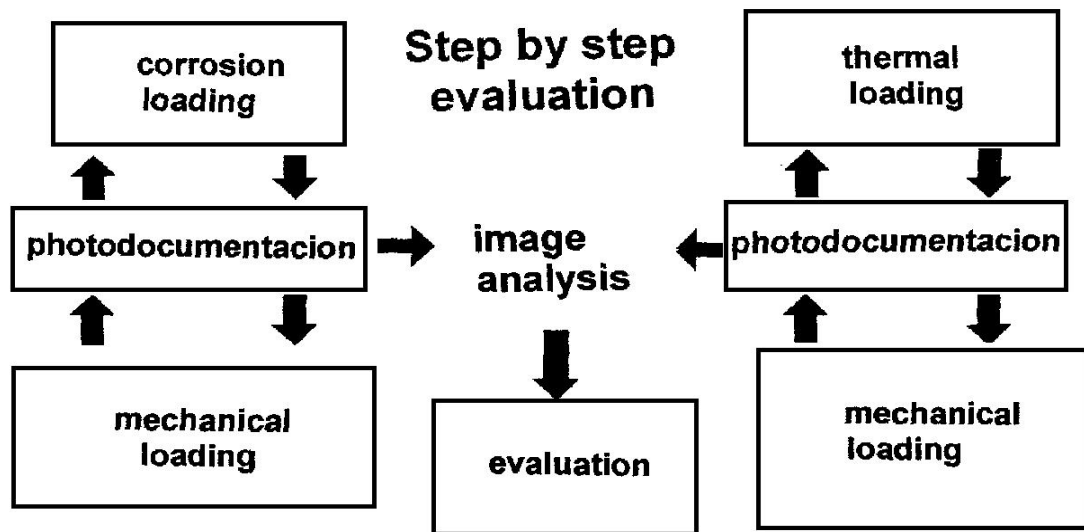 Step by step
evaluation
corrosion
loading
thermal
loading
photodocumentacion
image
analysis
photodocumentacion
mechanical
loading
evaluation
mechanical
loading